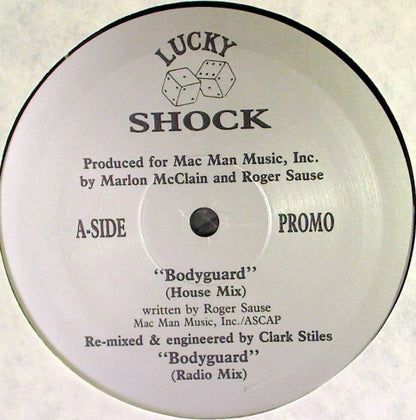 LUCKY
SHOCK
Produced for Mac Man Music, Inc.
by Marlon McClain and Roger Sause
A-SIDE PROMO
“Bodyguard”
(House Mix)
written by Roger Sause
Mac Man Music, Inc./ASCAP
Re-mixed & engineered by Clark Stiles
“Bodyguard”
(Radio Mix)